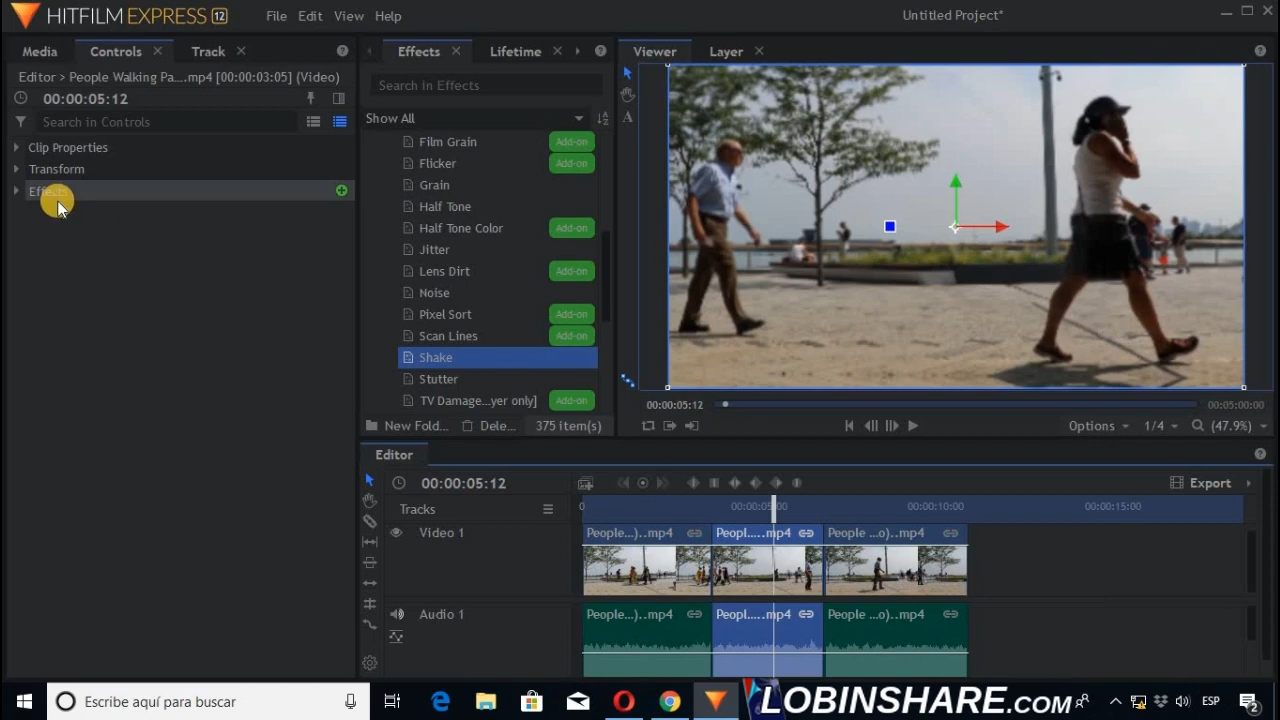 HITFILM EXPRESS 12
File Edit View Help
Untitled Project*
Media Controls Track
Effects Lifetime
Viewer Layer
Editor > People Walking Pa....mp4 [00:00:03:05] (Video)
00:00:05:12
Search in Controls
Clip Properties
Transform
Effects
Search in Effects
Show All
Film Grain Add-on
Flicker Add-on
Grain
Half Tone
Half Tone Color Add-on
Jitter
Lens Dirt Add-on
Noise
Pixel Sort Add-on
Scan Lines Add-on
Shake
Stutter
TV Damage...yer only] Add-on
New Fold... Dele... 375 item(s)
00:00:05:12 00:05:00:00
Options 1/4 (47.9%)
Editor
00:00:05:12
Export
Tracks
0 00:00:05:00 00:00:10:00 00:00:15:00
Video 1
People...)...mp4 Peopl.....mp4 People ...o)...mp4
Audio 1
People...)...mp4 Peopl.....mp4 People ...o)...mp4
Escribe aquí para buscar
LOBINSHARE.COM
ESP
2